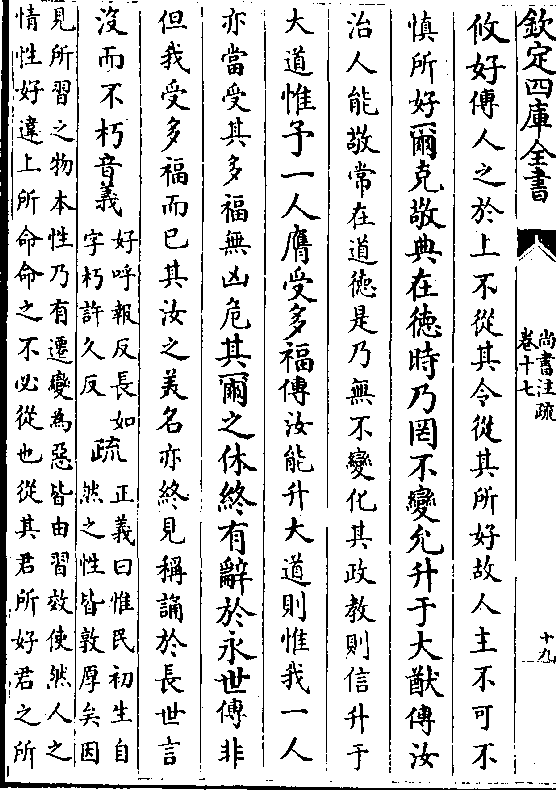 欽定四庫全書
尚書注疏
卷十七
十九
攸好傳人之於上不從其令從其所好故人主不可不
慎所好爾克敬典在德時乃罔不變允升于大猷傳汝
治人能敬常在道德是乃無不變化其政教則信升于
大道惟予一人膺受多福傳汝能升大道則惟我一人
亦當受其多福無凶危其爾之休終有辭於永世傳非
但我受多福而已其汝之美名亦終見稱誦於長世言
沒而不朽音義
好呼報反長如
字朽許久反
疏
正義曰惟民初生自
然之性皆敦厚矣因
見所習之物本性乃有遷變為惡皆由習效使然人之
情性好違上所命命之不必從也從其君所好君之所